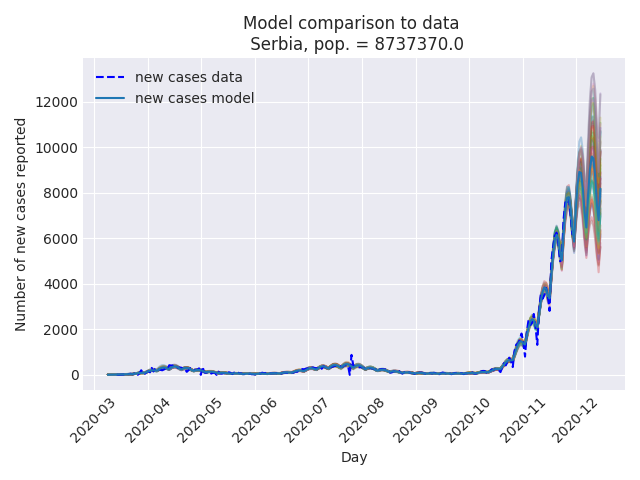 Model comparison to data
Serbia, pop. = 8737370.0
new cases data
new cases model
Number of new cases reported
12000
10000
8000
6000
4000
2000
0
2020-03
2020-04
2020-05
2020-06
2020-07
2020-08
2020-09
2020-10
2020-11
2020-12
Day